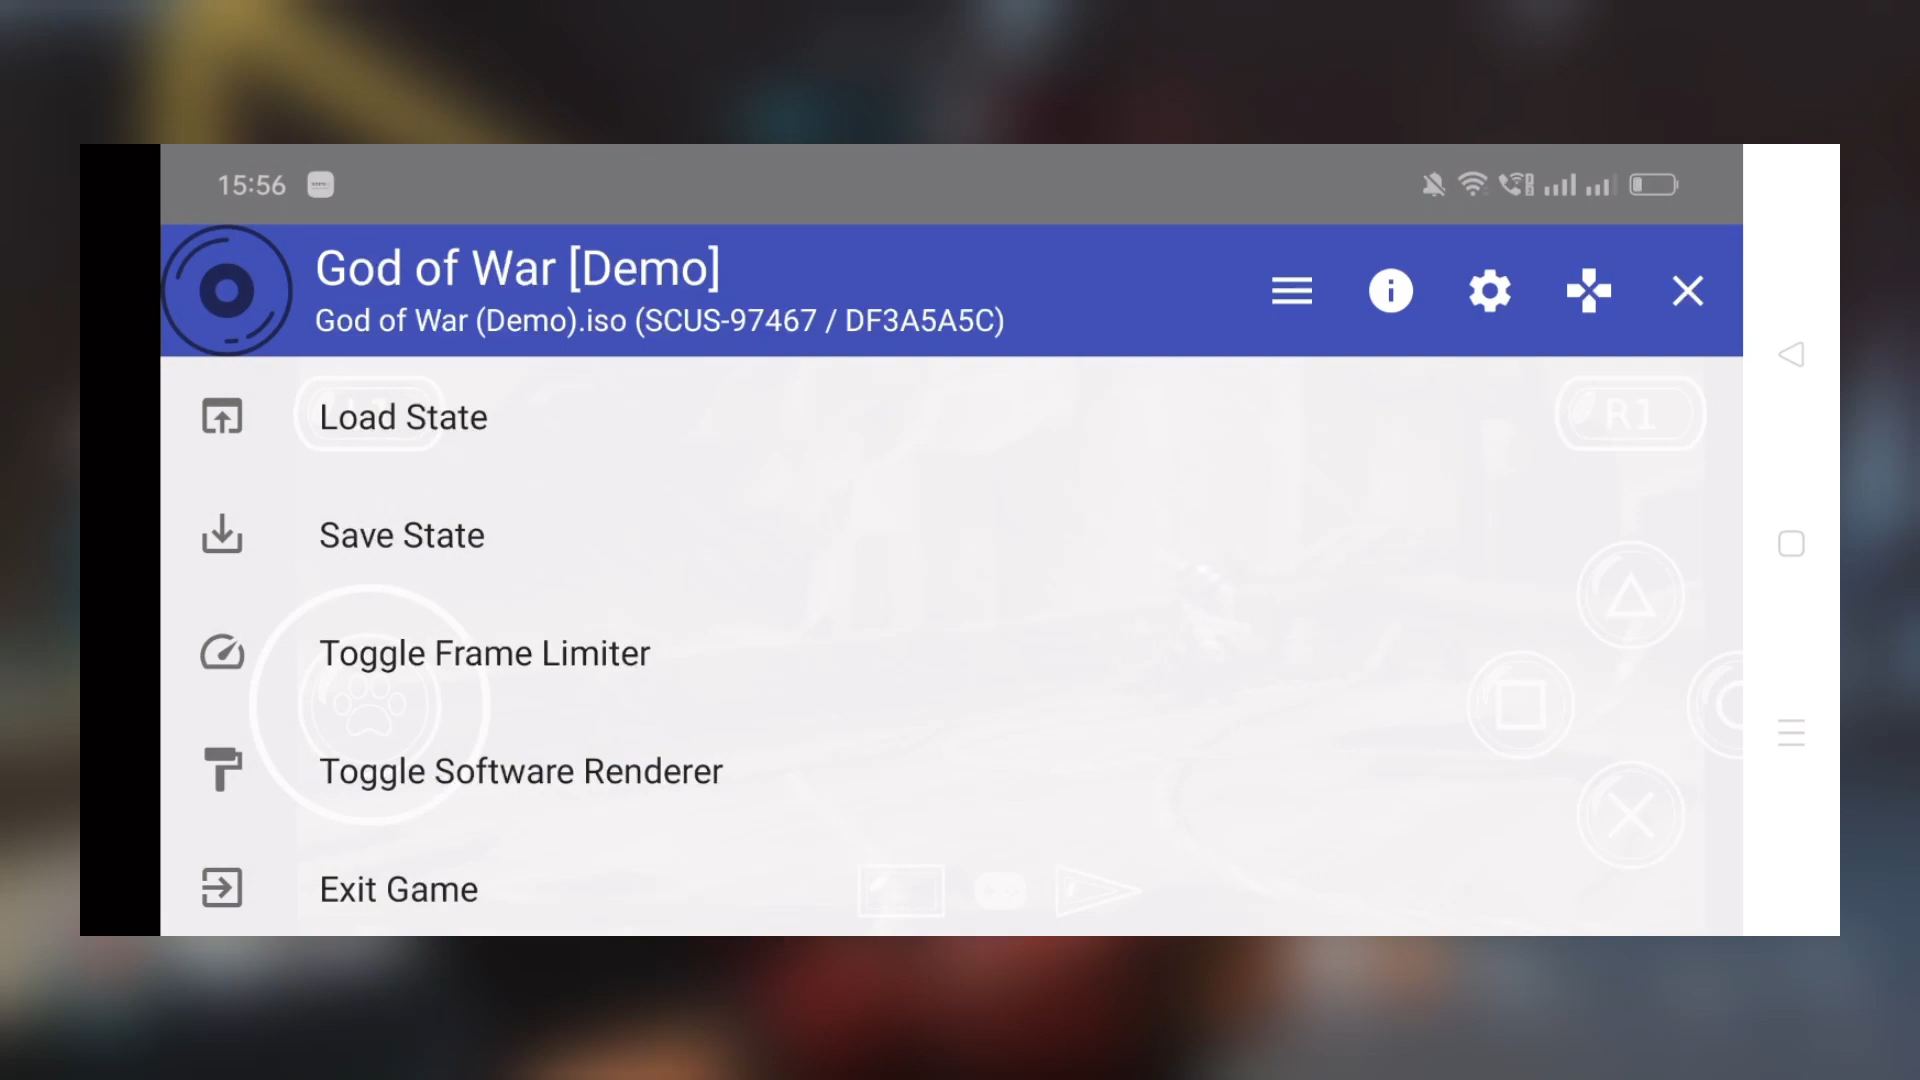 15:56
God of War [Demo]
God of War (Demo).iso (SCUS-97467 / DF3A5A5C)
Load State
R1
Save State
Toggle Frame Limiter
Toggle Software Renderer
Exit Game